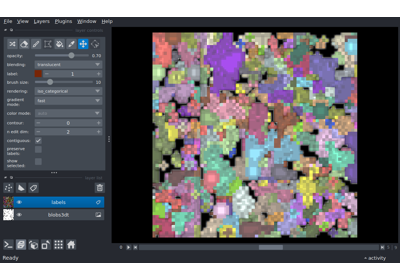 File View Layers Plugins Window Help
opacity: 0.70
blending: translucent
label: 1
brush size: 10
rendering: iso_categorical
gradient mode: fast
color mode:
contour: 0
n edit dim: 2
contiguous:
preserve labels:
show selected:
labels
blobs3dt
0
Ready
activity